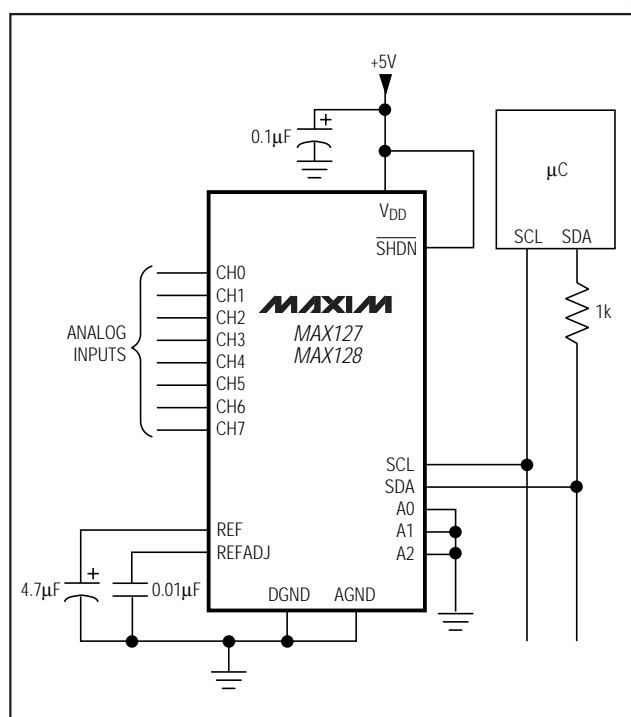 +5V
0.1μF
+
μC
SCL SDA
1k
VDD
SHDN
MAXIM
MAX127
MAX128
ANALOG
INPUTS
CH0
CH1
CH2
CH3
CH4
CH5
CH6
CH7
SCL
SDA
A0
A1
A2
REF
REFADJ
4.7μF
+
0.01μF
DGND AGND